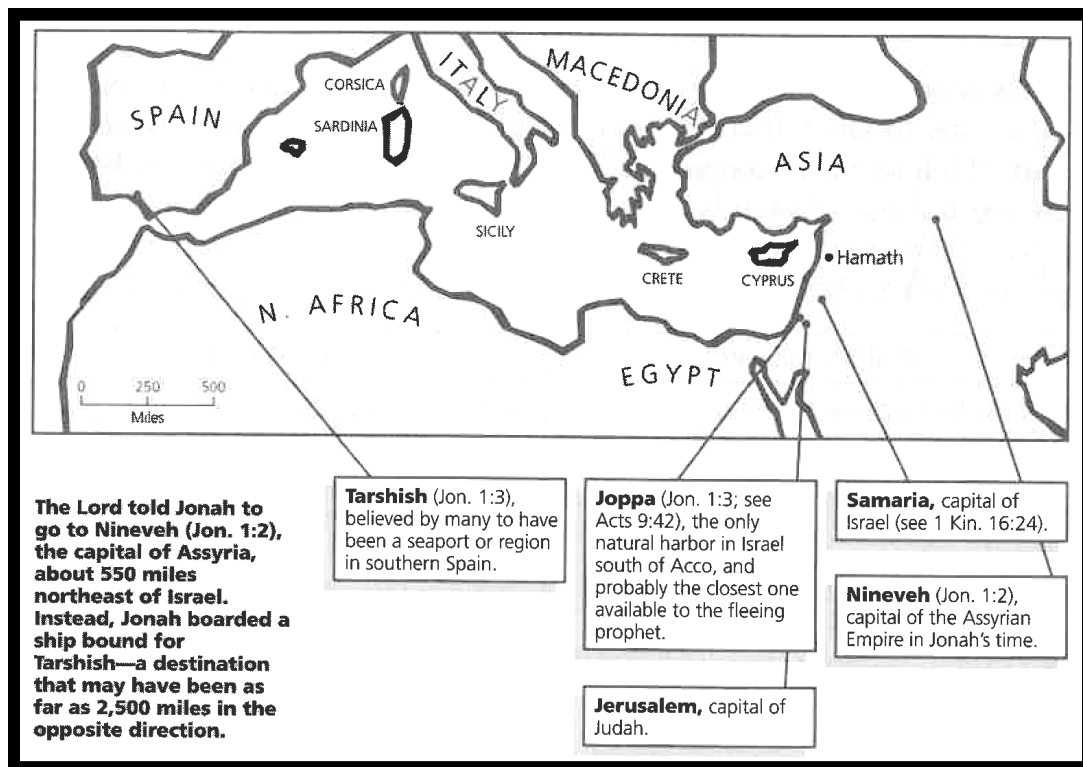 SPAIN
CORSICA
SARDINIA
ITALY
MACEDONIA
ASIA
SICILY
CRETE
CYPRUS
Hamath
N. AFRICA
EGYPT
0 250 500
Miles
The Lord told Jonah to
go to Nineveh (Jon. 1:2),
the capital of Assyria,
about 550 miles
northeast of Israel.
Instead, Jonah boarded a
ship bound for
Tarshish—a destination
that may have been as
far as 2,500 miles in the
opposite direction.
Tarshish (Jon. 1:3),
believed by many to have
been a seaport or region
in southern Spain.
Joppa (Jon. 1:3; see
Acts 9:42), the only
natural harbor in Israel
south of Acco, and
probably the closest one
available to the fleeing
prophet.
Jerusalem, capital of
Judah.
Samaria, capital of
Israel (see 1 Kin. 16:24).
Nineveh (Jon. 1:2),
capital of the Assyrian
Empire in Jonah's time.